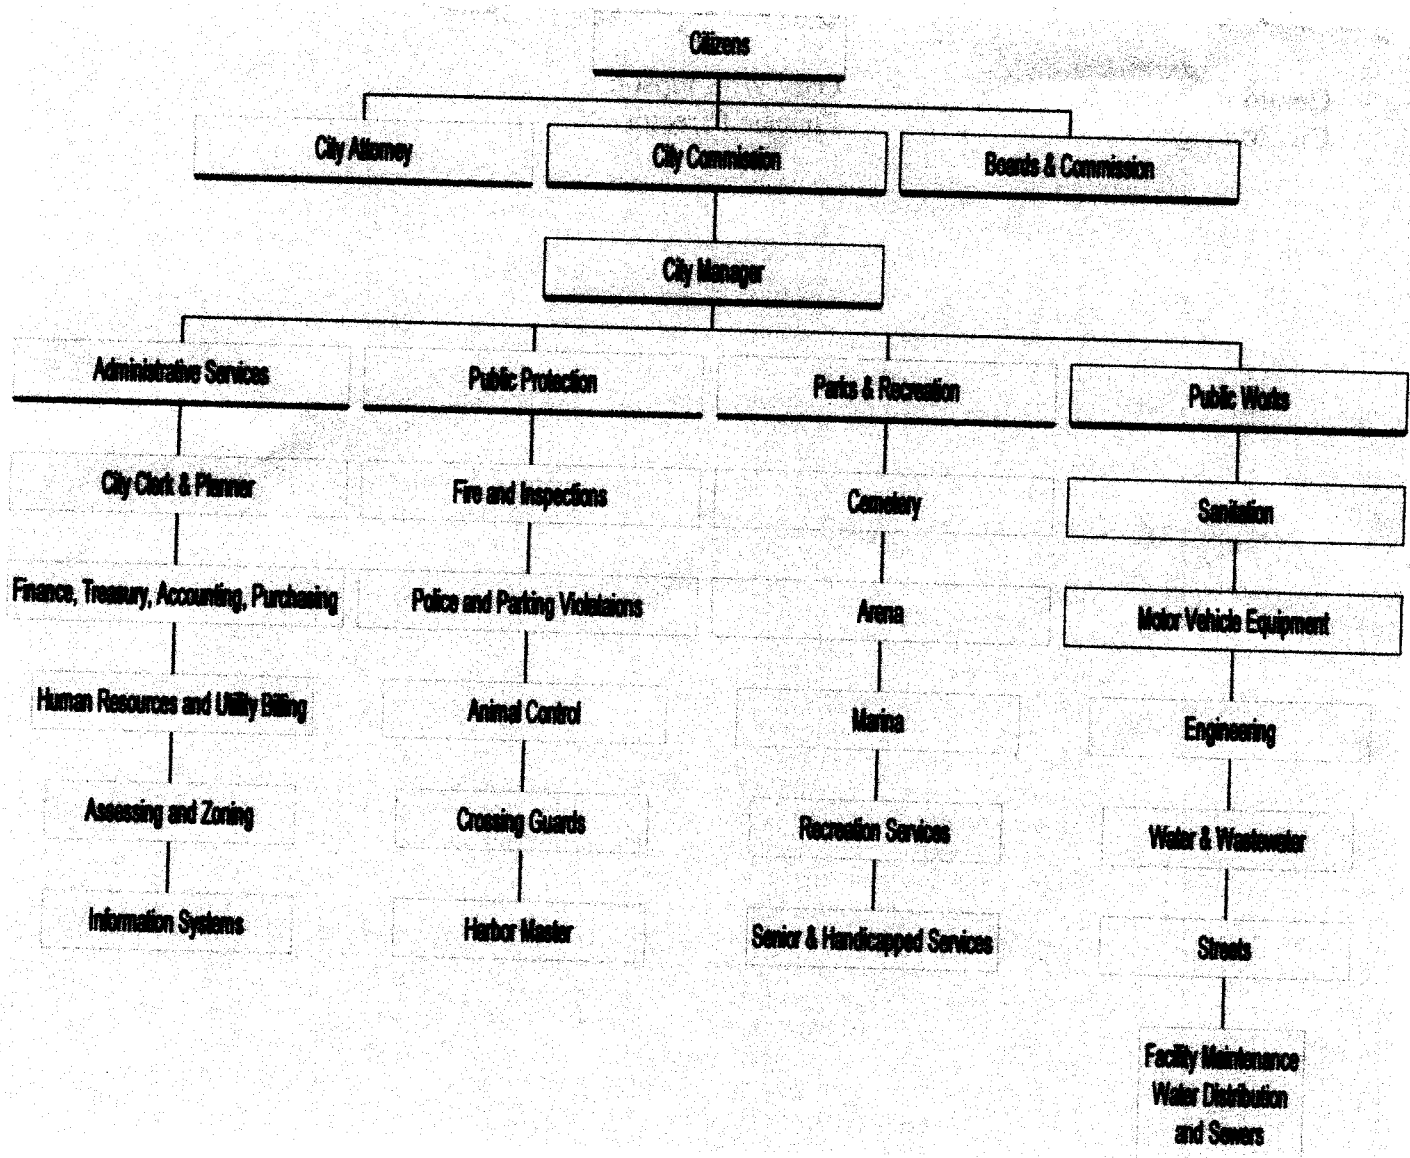 Citizens
City Attorney
City Commission
Boards & Commission
City Manager
Administrative Services
Public Protection
Parks & Recreation
Public Works
City Clerk & Planner
Fire and Inspections
Cemetery
Sanitation
Finance, Treasury, Accounting, Purchasing
Police and Parking Violataions
Arena
Motor Vehicle Equipment
Human Resources and Utility Billing
Animal Control
Marina
Engineering
Assessing and Zoning
Crossing Guards
Recreation Services
Water & Wastewater
Information Systems
Harbor Master
Senior & Handicapped Services
Streets
Facility Maintenance
Water Distribution
and Sewers